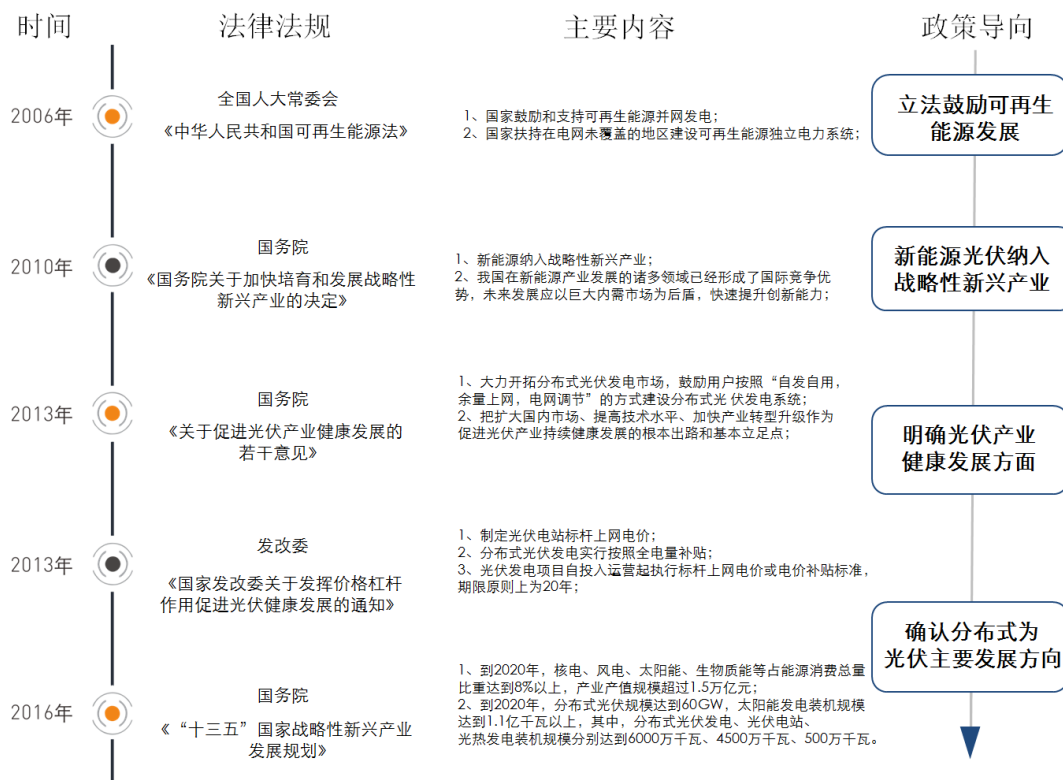 时间
法律法规
主要内容
政策导向
2006年
全国人大常委会
《中华人民共和国可再生能源法》
1、国家鼓励和支持可再生能源并网发电；
2、国家扶持在电网未覆盖的地区建设可再生能源独立电力系统；
立法鼓励可再生
能源发展
2010年
国务院
《国务院关于加快培育和发展战略性
新兴产业的决定》
1、新能源纳入战略性新兴产业；
2、我国在新能源产业发展的诸多领域已经形成了国际竞争优
势，未来发展应以巨大内需市场为后盾，快速提升创新能力；
新能源光伏纳入
战略性新兴产业
2013年
国务院
《关于促进光伏产业健康发展的
若干意见》
1、大力开拓分布式光伏发电市场，鼓励用户按照“自发自用，
余量上网，电网调节”的方式建设分布式光 伏发电系统；
2、把扩大国内市场、提高技术水平、加快产业转型升级作为
促进光伏产业持续健康发展的根本出路和基本立足点；
明确光伏产业
健康发展方面
2013年
发改委
《国家发改委关于发挥价格杠杆
作用促进光伏健康发展的通知》
1、制定光伏电站标杆上网电价；
2、分布式光伏发电实行按照全电量补贴；
3、光伏发电项目自投入运营起执行标杆上网电价或电价补贴标准，
期限原则上为20年；
确认分布式为
光伏主要发展方向
2016年
国务院
《“十三五”国家战略性新兴产业
发展规划》
1、到2020年，核电、风电、太阳能、生物质能等占能源消费总量
比重达到8%以上，产业产值规模超过1.5万亿元；
2、到2020年，分布式光伏规模达到60GW，太阳能发电装机规模
达到1.1亿千瓦以上，其中，分布式光伏发电、光伏电站、
光热发电装机规模分别达到6000万千瓦、4500万千瓦、500万千瓦。